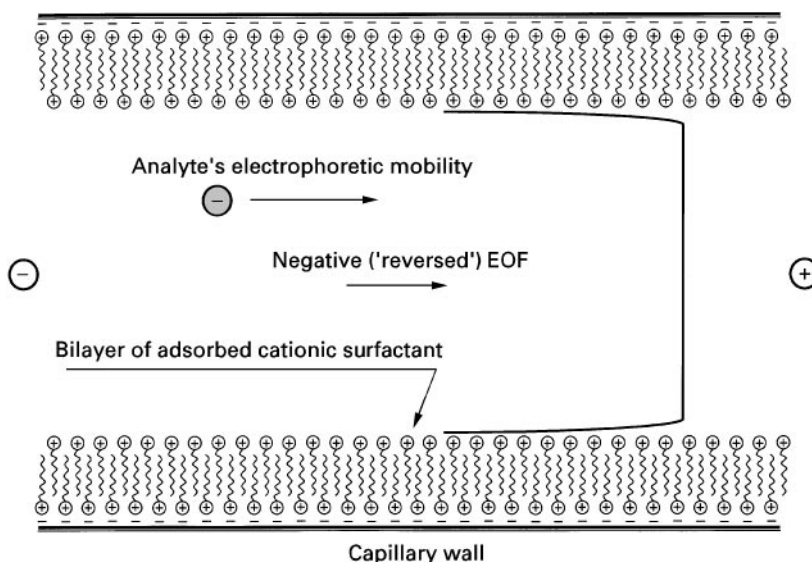 Analyte's electrophoretic mobility
Negative ('reversed') EOF
Bilayer of adsorbed cationic surfactant
Capillary wall